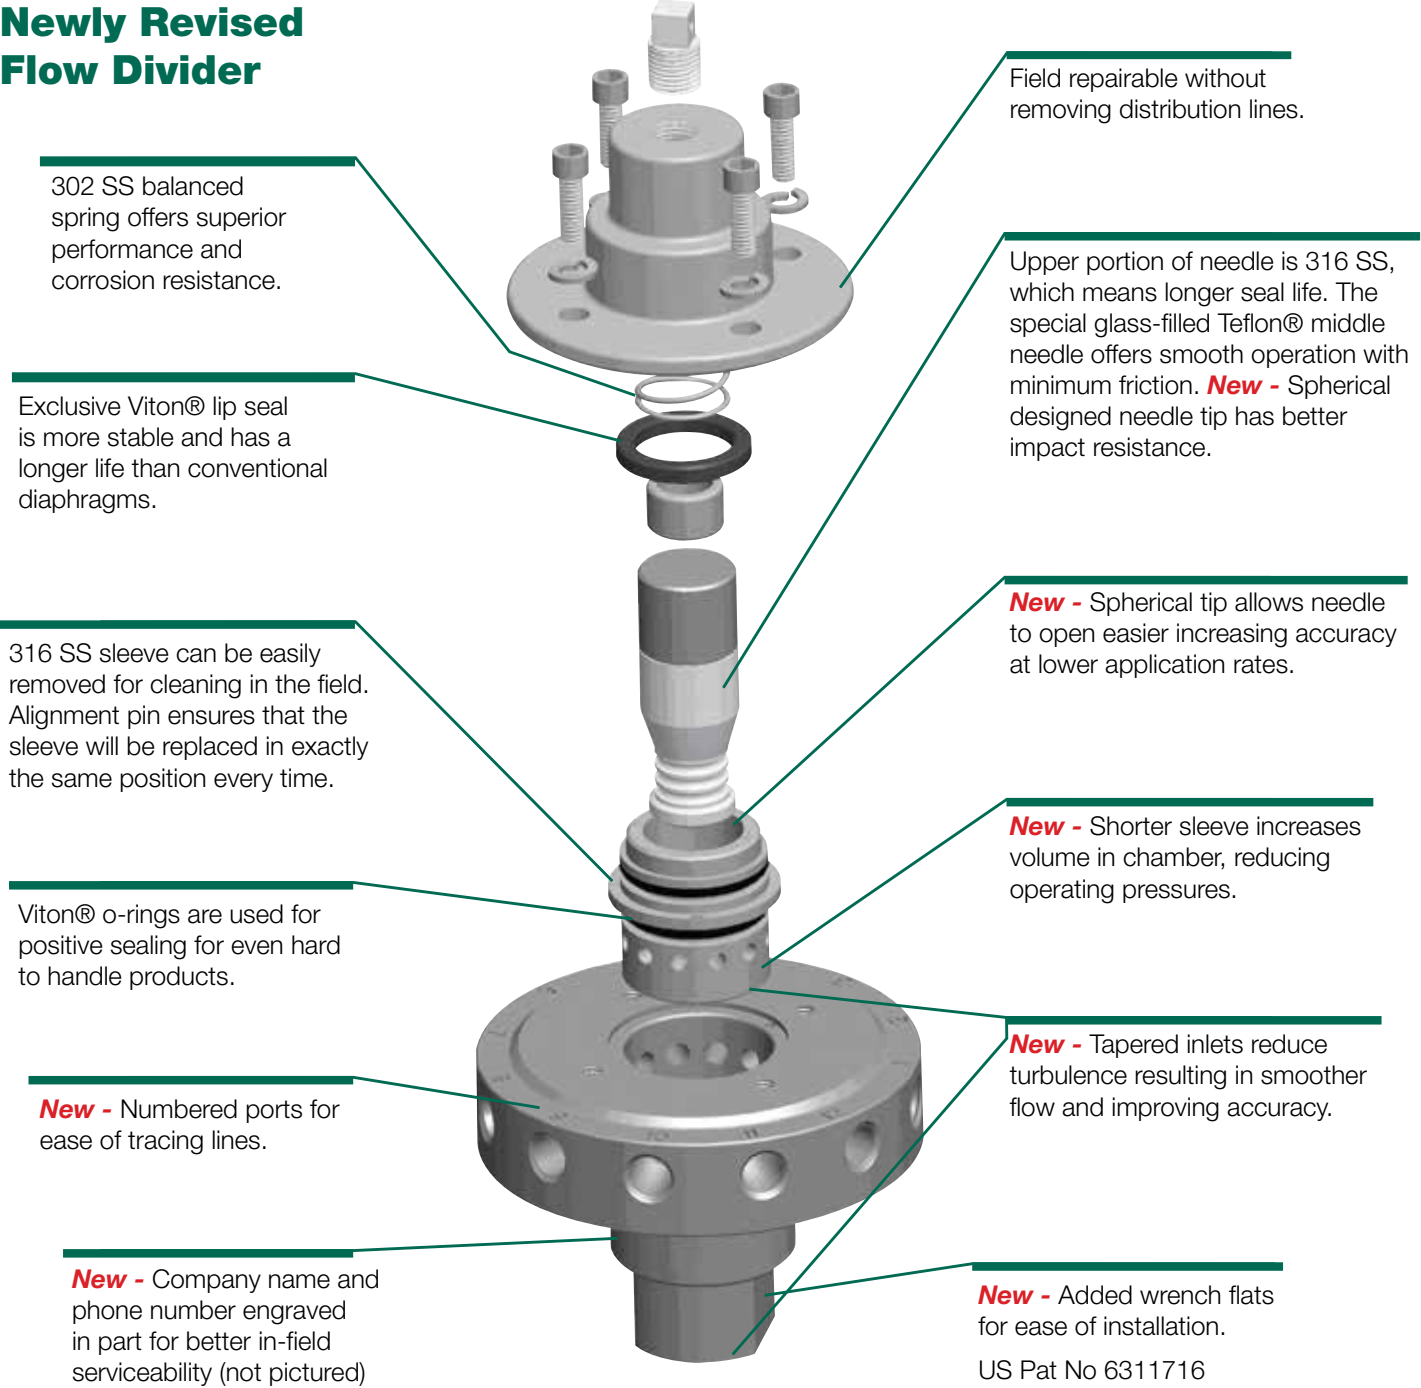 Newly Revised
Flow Divider
302 SS balanced
spring offers superior
performance and
corrosion resistance.
Exclusive Viton® lip seal
is more stable and has a
longer life than conventional
diaphragms.
316 SS sleeve can be easily
removed for cleaning in the field.
Alignment pin ensures that the
sleeve will be replaced in exactly
the same position every time.
Viton® o-rings are used for
positive sealing for even hard
to handle products.
New - Numbered ports for
ease of tracing lines.
New - Company name and
phone number engraved
in part for better in-field
serviceability (not pictured)
Field repairable without
removing distribution lines.
Upper portion of needle is 316 SS,
which means longer seal life. The
special glass-filled Teflon® middle
needle offers smooth operation with
minimum friction. New - Spherical
designed needle tip has better
impact resistance.
New - Spherical tip allows needle
to open easier increasing accuracy
at lower application rates.
New - Shorter sleeve increases
volume in chamber, reducing
operating pressures.
New - Tapered inlets reduce
turbulence resulting in smoother
flow and improving accuracy.
New - Added wrench flats
for ease of installation.
US Pat No 6311716
10
11